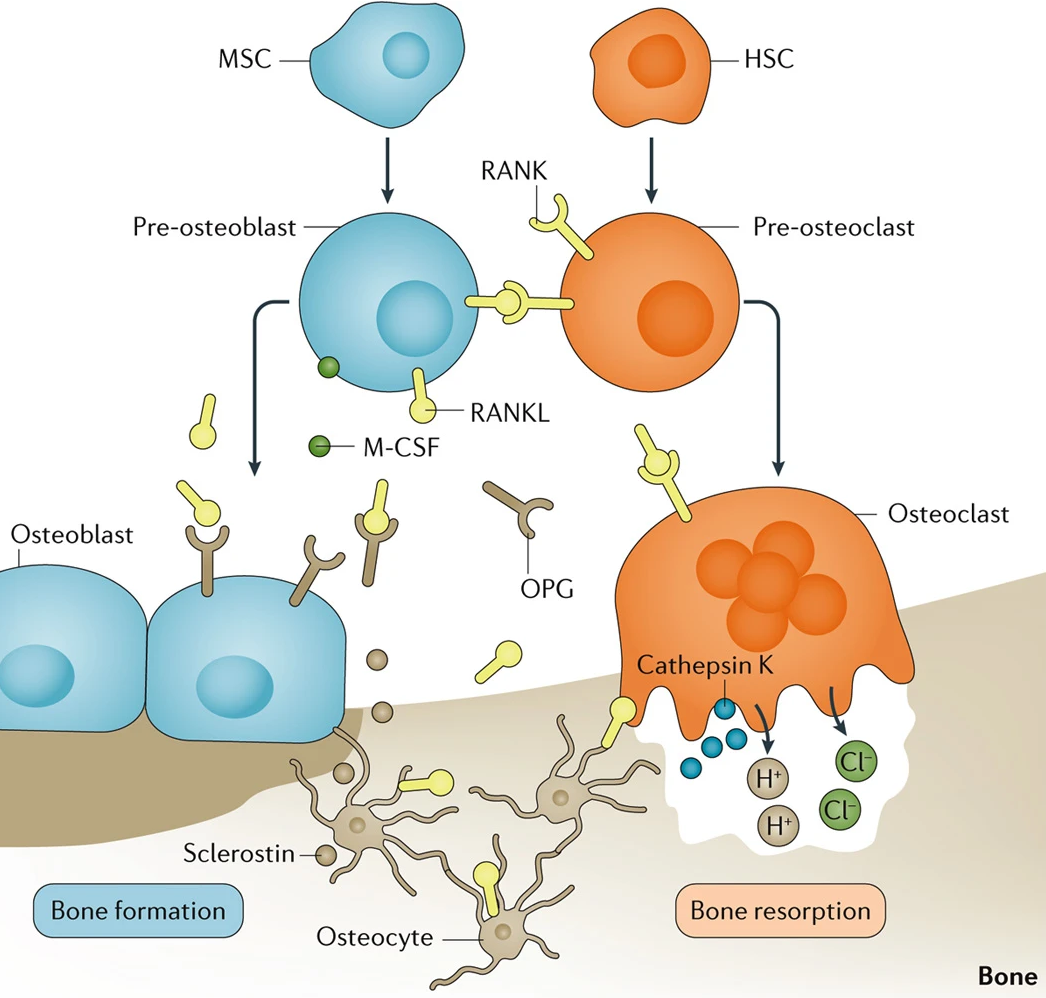 MSC
HSC
RANK
Pre-osteoblast
Pre-osteoclast
RANKL
M-CSF
Osteoclast
Osteoblast
OPG
Cathepsin K
Cl⁻
H⁺
Cl⁻
H⁺
Sclerostin
Bone formation
Bone resorption
Osteocyte
Bone